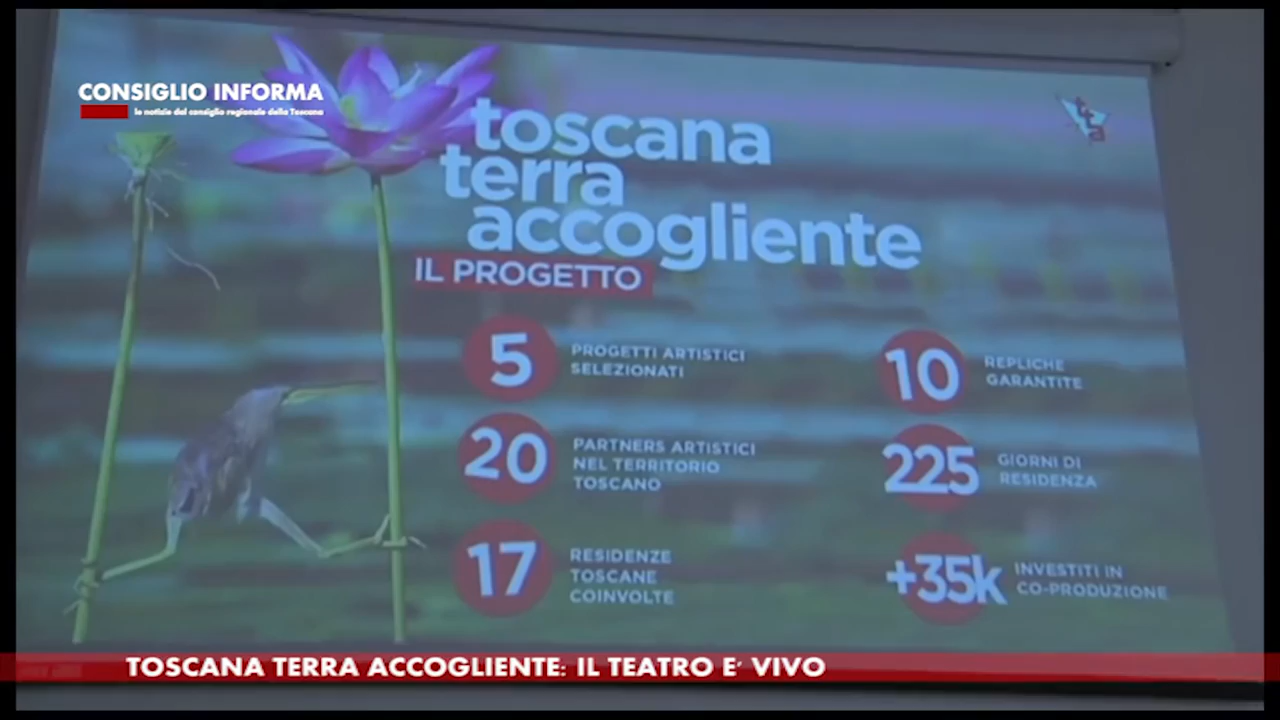 CONSIGLIO INFORMA
le notizie dal consiglio regionale della Toscana
toscana
terra
accogliente
IL PROGETTO
5 PROGETTI ARTISTICI
SELEZIONATI
10 REPLICHE
GARANTITE
20 PARTNERS ARTISTICI
NEL TERRITORIO
TOSCANO
225 GIORNI DI
RESIDENZA
17 RESIDENZE
TOSCANE
COINVOLTE
+35k INVESTITI IN
CO-PRODUZIONE
TOSCANA TERRA ACCOGLIENTE: IL TEATRO E' VIVO